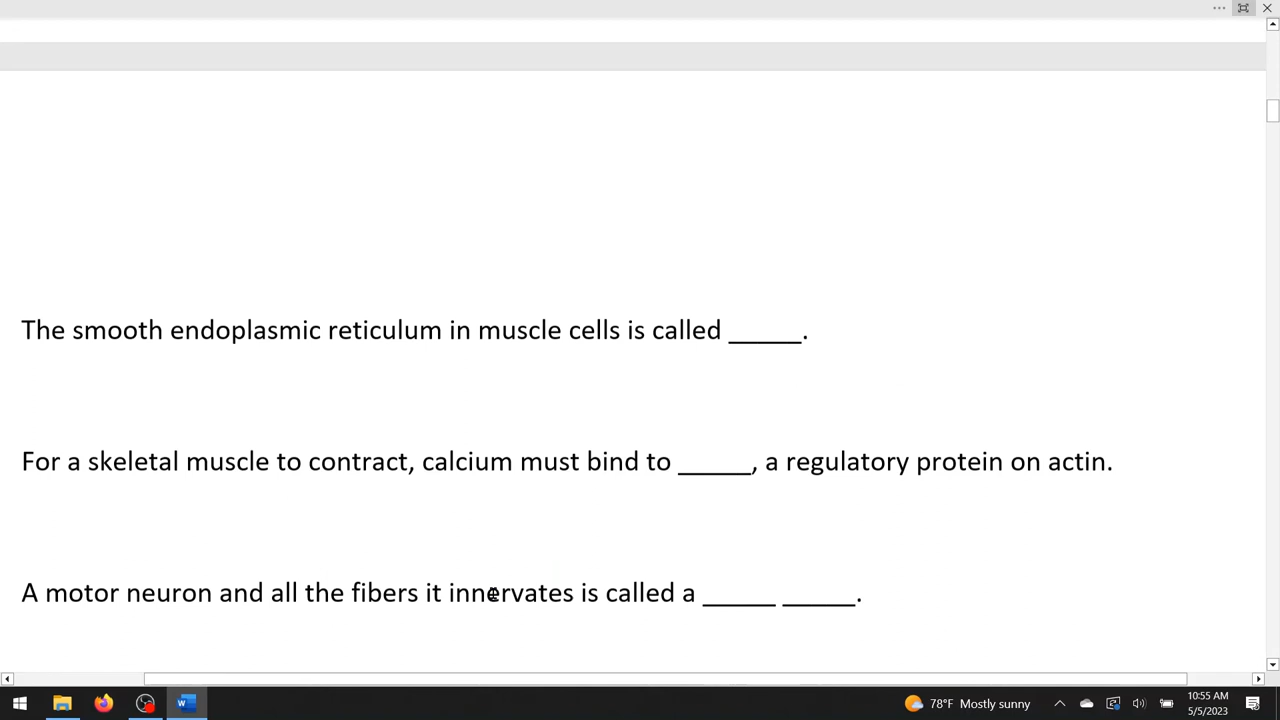 The smooth endoplasmic reticulum in muscle cells is called ______.
For a skeletal muscle to contract, calcium must bind to ______, a regulatory protein on actin.
A motor neuron and all the fibers it innervates is called a ______ ______.
78°F Mostly sunny
10:55 AM
5/5/2023